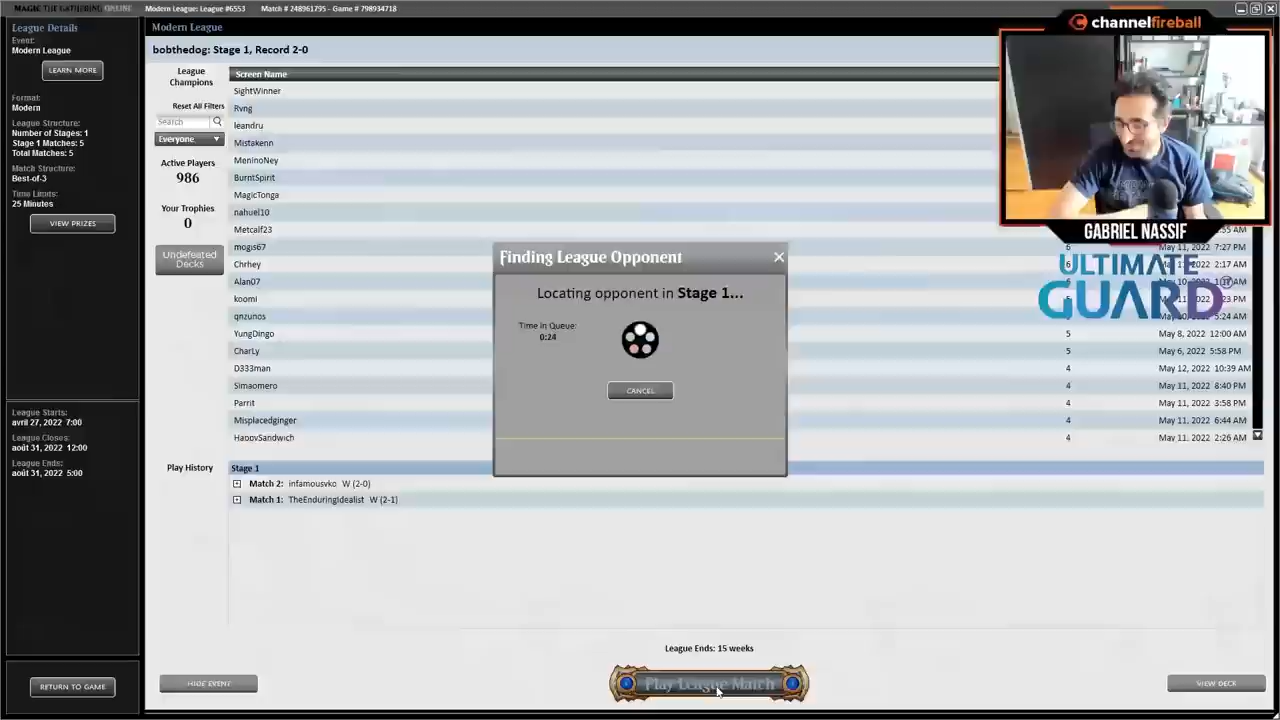 MAGIC THE GATHERING ONLINE
Modern League: League #6553
Match # 248961795 - Game # 798934718
League Details
Event:
Modern League
LEARN MORE
Format:
Modern
League Structure:
Number of Stages: 1
Stage 1 Matches: 5
Total Matches: 5
Match Structure:
Best-of-3
Time Limits:
25 Minutes
VIEW PRIZES
League Starts:
avril 27, 2022 7:00
League Closes:
août 31, 2022 12:00
League Ends:
août 31, 2022 5:00
RETURN TO GAME
Modern League
bobthedog: Stage 1, Record 2-0
League
Champions
Reset All Filters
Search
Everyone
Active Players
986
Your Trophies
0
Undefeated
Decks
Screen Name
SightWinner
Rvng
leandru
Mistakenn
MeninoNey
BurntSpirit
MagicTonga
nahuel10
Metcalf23
mogis67
6
May 11, 2022 7:27 PM
Chrhey
6
Alan07
koomi
qnzunos
YungDingo
5
May 8, 2022 12:00 AM
CharLy
5
May 6, 2022 5:58 PM
D333man
4
May 12, 2022 10:39 AM
Simaomero
4
May 11, 2022 8:40 PM
Parrit
4
May 11, 2022 3:58 PM
Misplacedginger
4
May 11, 2022 6:44 AM
HappySandwich
4
May 11, 2022 2:26 AM
Finding League Opponent
Locating opponent in Stage 1...
Time in Queue:
0:24
CANCEL
Play History
Stage 1
Match 2: infamousvko W (2-0)
Match 1: TheEnduringIdealist W (2-1)
League Ends: 15 weeks
HIDE EVENT
Play League Match
VIEW DECK
channelfireball
GABRIEL NASSIF
ULTIMATE
GUARD